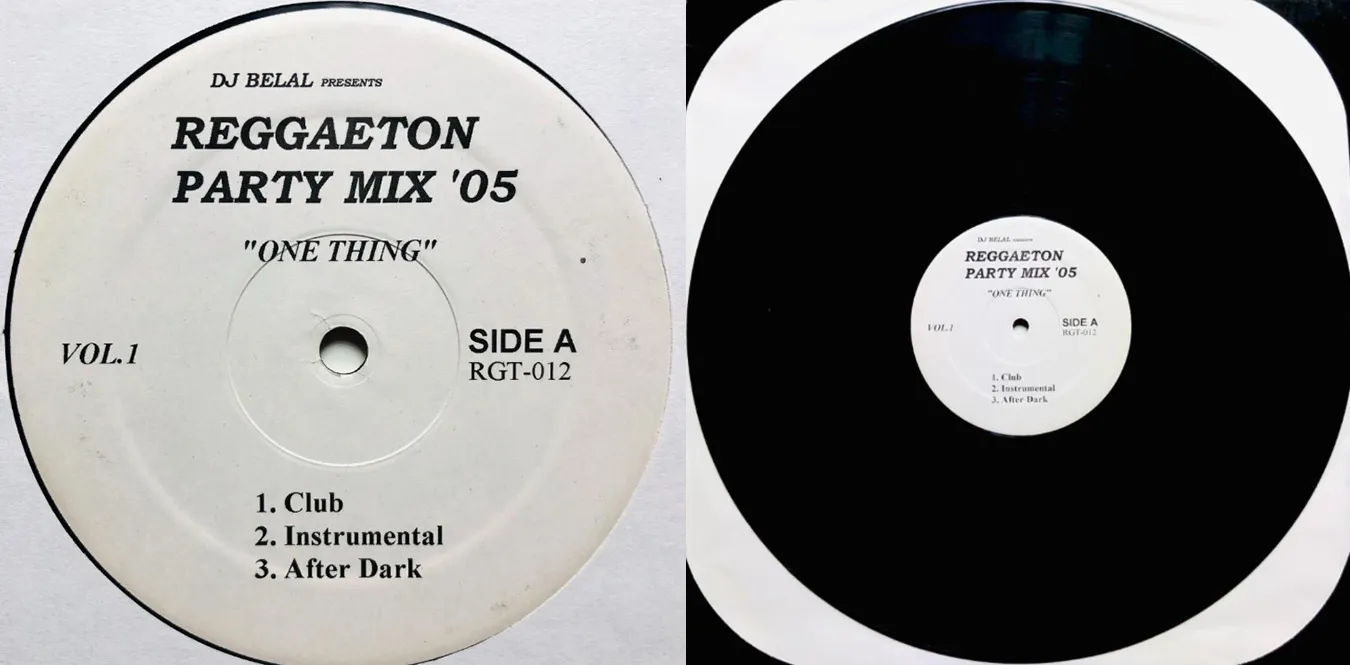 DJ BELAL PRESENTS
REGGAETON
PARTY MIX '05
"ONE THING"
VOL.1
SIDE A
RGT-012
1. Club
2. Instrumental
3. After Dark
DJ BELAL PRESENTS
REGGAETON
PARTY MIX '05
"ONE THING"
VOL.1
SIDE A
RGT-012
1. Club
2. Instrumental
3. After Dark